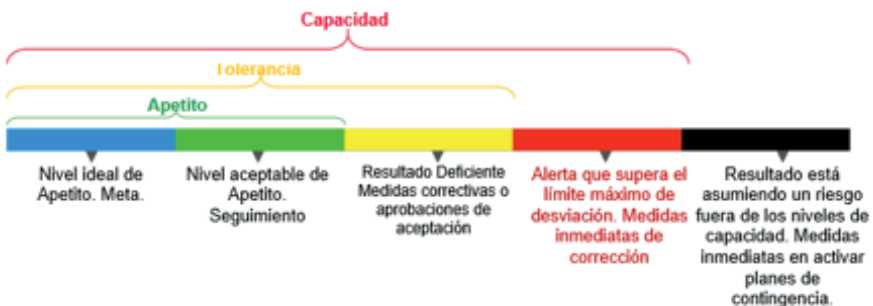 Capacidad
Tolerancia
Apetito
Nivel ideal de
Apetito. Meta.
Nivel aceptable de
Apetito.
Seguimiento
Resultado Deficiente
Medidas correctivas o
aprobaciones de
aceptación
Alerta que supera el
límite máximo de
desviación. Medidas
inmediatas de
corrección
Resultado está
asumiendo un riesgo
fuera de los niveles de
capacidad. Medidas
inmediatas en activar
planes de
contingencia.